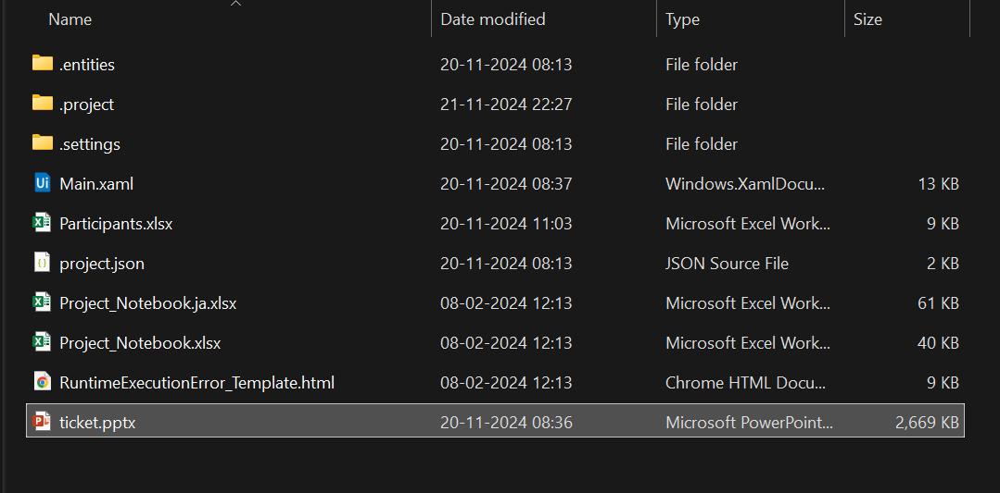 Name Date modified Type Size
.entities 20-11-2024 08:13 File folder
.project 21-11-2024 22:27 File folder
.settings 20-11-2024 08:13 File folder
Ui Main.xaml 20-11-2024 08:37 Windows.XamlDocu... 13 KB
Participants.xlsx 20-11-2024 11:03 Microsoft Excel Work... 9 KB
project.json 20-11-2024 08:13 JSON Source File 2 KB
Project_Notebook.ja.xlsx 08-02-2024 12:13 Microsoft Excel Work... 61 KB
Project_Notebook.xlsx 08-02-2024 12:13 Microsoft Excel Work... 40 KB
RuntimeExecutionError_Template.html 08-02-2024 12:13 Chrome HTML Docu... 9 KB
ticket.pptx 20-11-2024 08:36 Microsoft PowerPoint... 2,669 KB